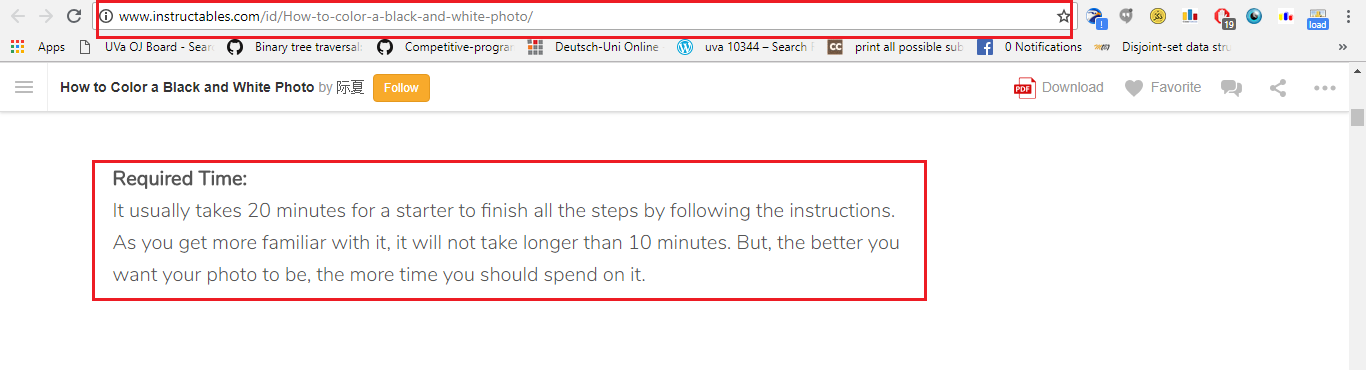 www.instructables.com/id/How-to-color-a-black-and-white-photo/
19
load
Apps
UVa OJ Board - Sear
Binary tree traversal
Competitive-program
Deutsch-Uni Online
uva 10344 – Search
CC
print all possible sub
0 Notifications
Disjoint-set data stru
How to Color a Black and White Photo by 际夏
Follow
PDF
Download
Favorite
Required Time:
It usually takes 20 minutes for a starter to finish all the steps by following the instructions.
As you get more familiar with it, it will not take longer than 10 minutes. But, the better you
want your photo to be, the more time you should spend on it.